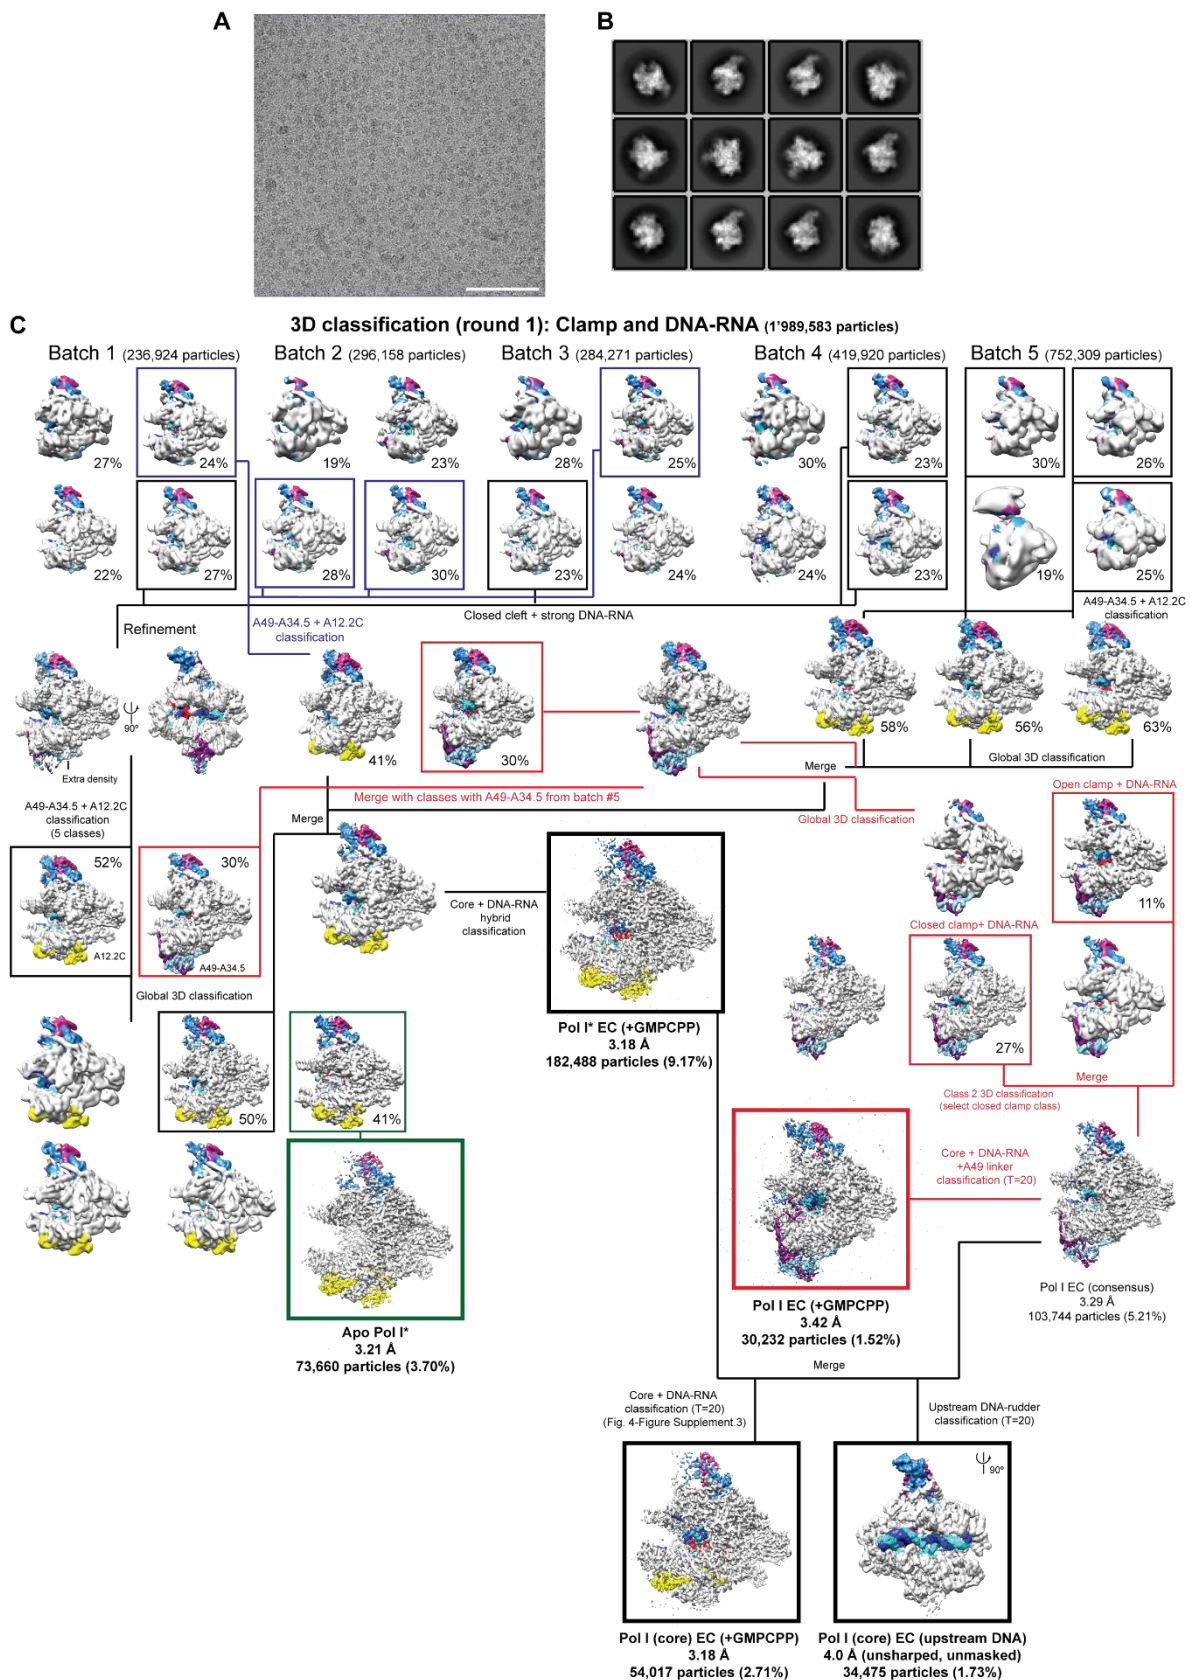 A
B
C
3D classification (round 1): Clamp and DNA-RNA (1'989,583 particles)
Batch 1 (236,924 particles)
Batch 2 (296,158 particles)
Batch 3 (284,271 particles)
Batch 4 (419,920 particles)
Batch 5 (752,309 particles)
27%
24%
19%
23%
28%
25%
30%
23%
30%
26%
22%
27%
28%
30%
23%
24%
24%
23%
19%
25%
Closed cleft + strong DNA-RNA
Refinement
A49-A34.5 + A12.2C
classification
A49-A34.5 + A12.2C
classification
90°
Extra density
41%
30%
58%
56%
63%
Merge
Global 3D classification
A49-A34.5 + A12.2C
classification
(5 classes)
Merge with classes with A49-A34.5 from batch #5
Merge
Global 3D classification
Open clamp + DNA-RNA
11%
52%
A12.2C
30%
A49-A34.5
Core + DNA-RNA
hybrid
classification
Closed clamp+ DNA-RNA
27%
Global 3D classification
50%
41%
Pol I* EC (+GMPCPP)
3.18 Å
182,488 particles (9.17%)
Merge
Class 2 3D classification
(select closed clamp class)
Core + DNA-RNA
+A49 linker
classification (T=20)
Apo Pol I*
3.21 Å
73,660 particles (3.70%)
Pol I EC (+GMPCPP)
3.42 Å
30,232 particles (1.52%)
Pol I EC (consensus)
3.29 Å
103,744 particles (5.21%)
Merge
Core + DNA-RNA
classification (T=20)
(Fig. 4-Figure Supplement.3)
Upstream DNA-rudder
classification (T=20)
90°
Pol I (core) EC (+GMPCPP)
3.18 Å
54,017 particles (2.71%)
Pol I (core) EC (upstream DNA)
4.0 Å (unsharped, unmasked)
34,475 particles (1.73%)